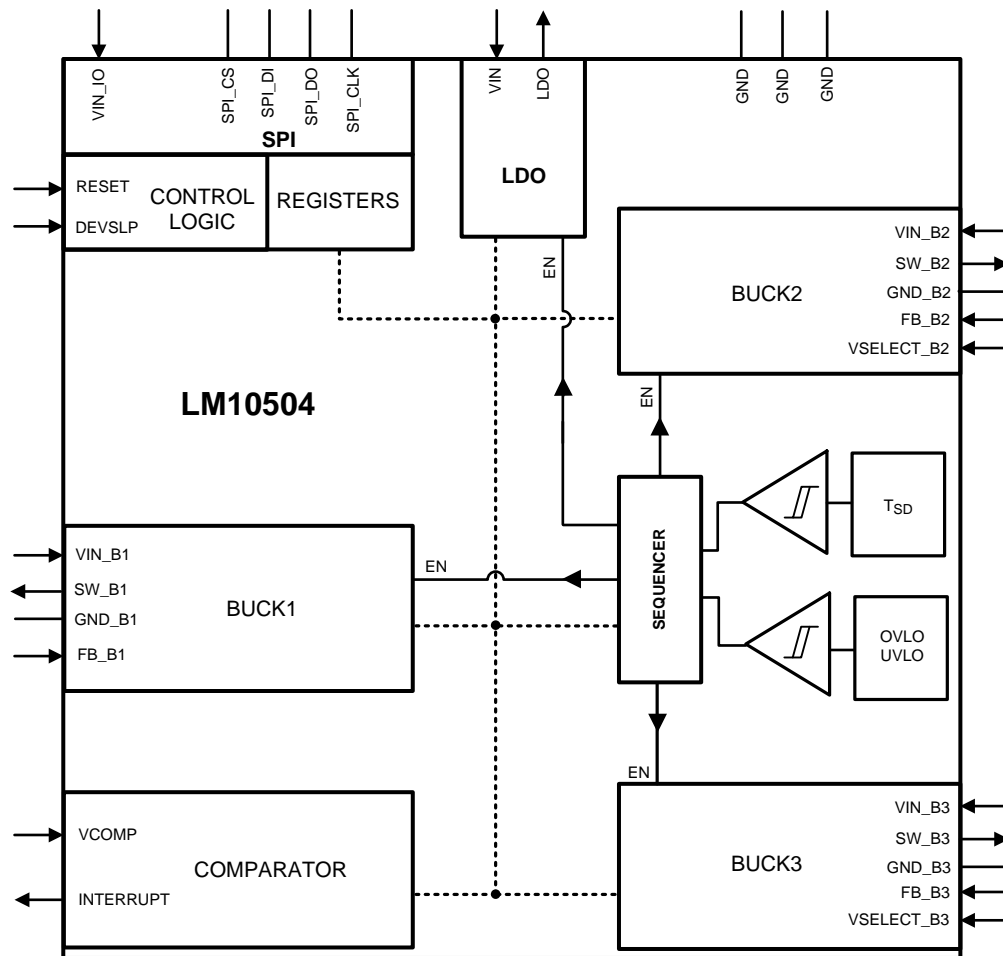 VIN_IO
SPI_CS
SPI_DI
SPI_DO
SPI_CLK
SPI
VIN
LDO
LDO
GND
GND
GND
RESET
DEVSLP
CONTROL
LOGIC
REGISTERS
EN
BUCK2
VIN_B2
SW_B2
GND_B2
FB_B2
VSELECT_B2
EN
LM10504
SEQUENCER
TSD
OVLO
UVLO
VIN_B1
SW_B1
GND_B1
FB_B1
BUCK1
EN
EN
VCOMP
INTERRUPT
COMPARATOR
BUCK3
VIN_B3
SW_B3
GND_B3
FB_B3
VSELECT_B3